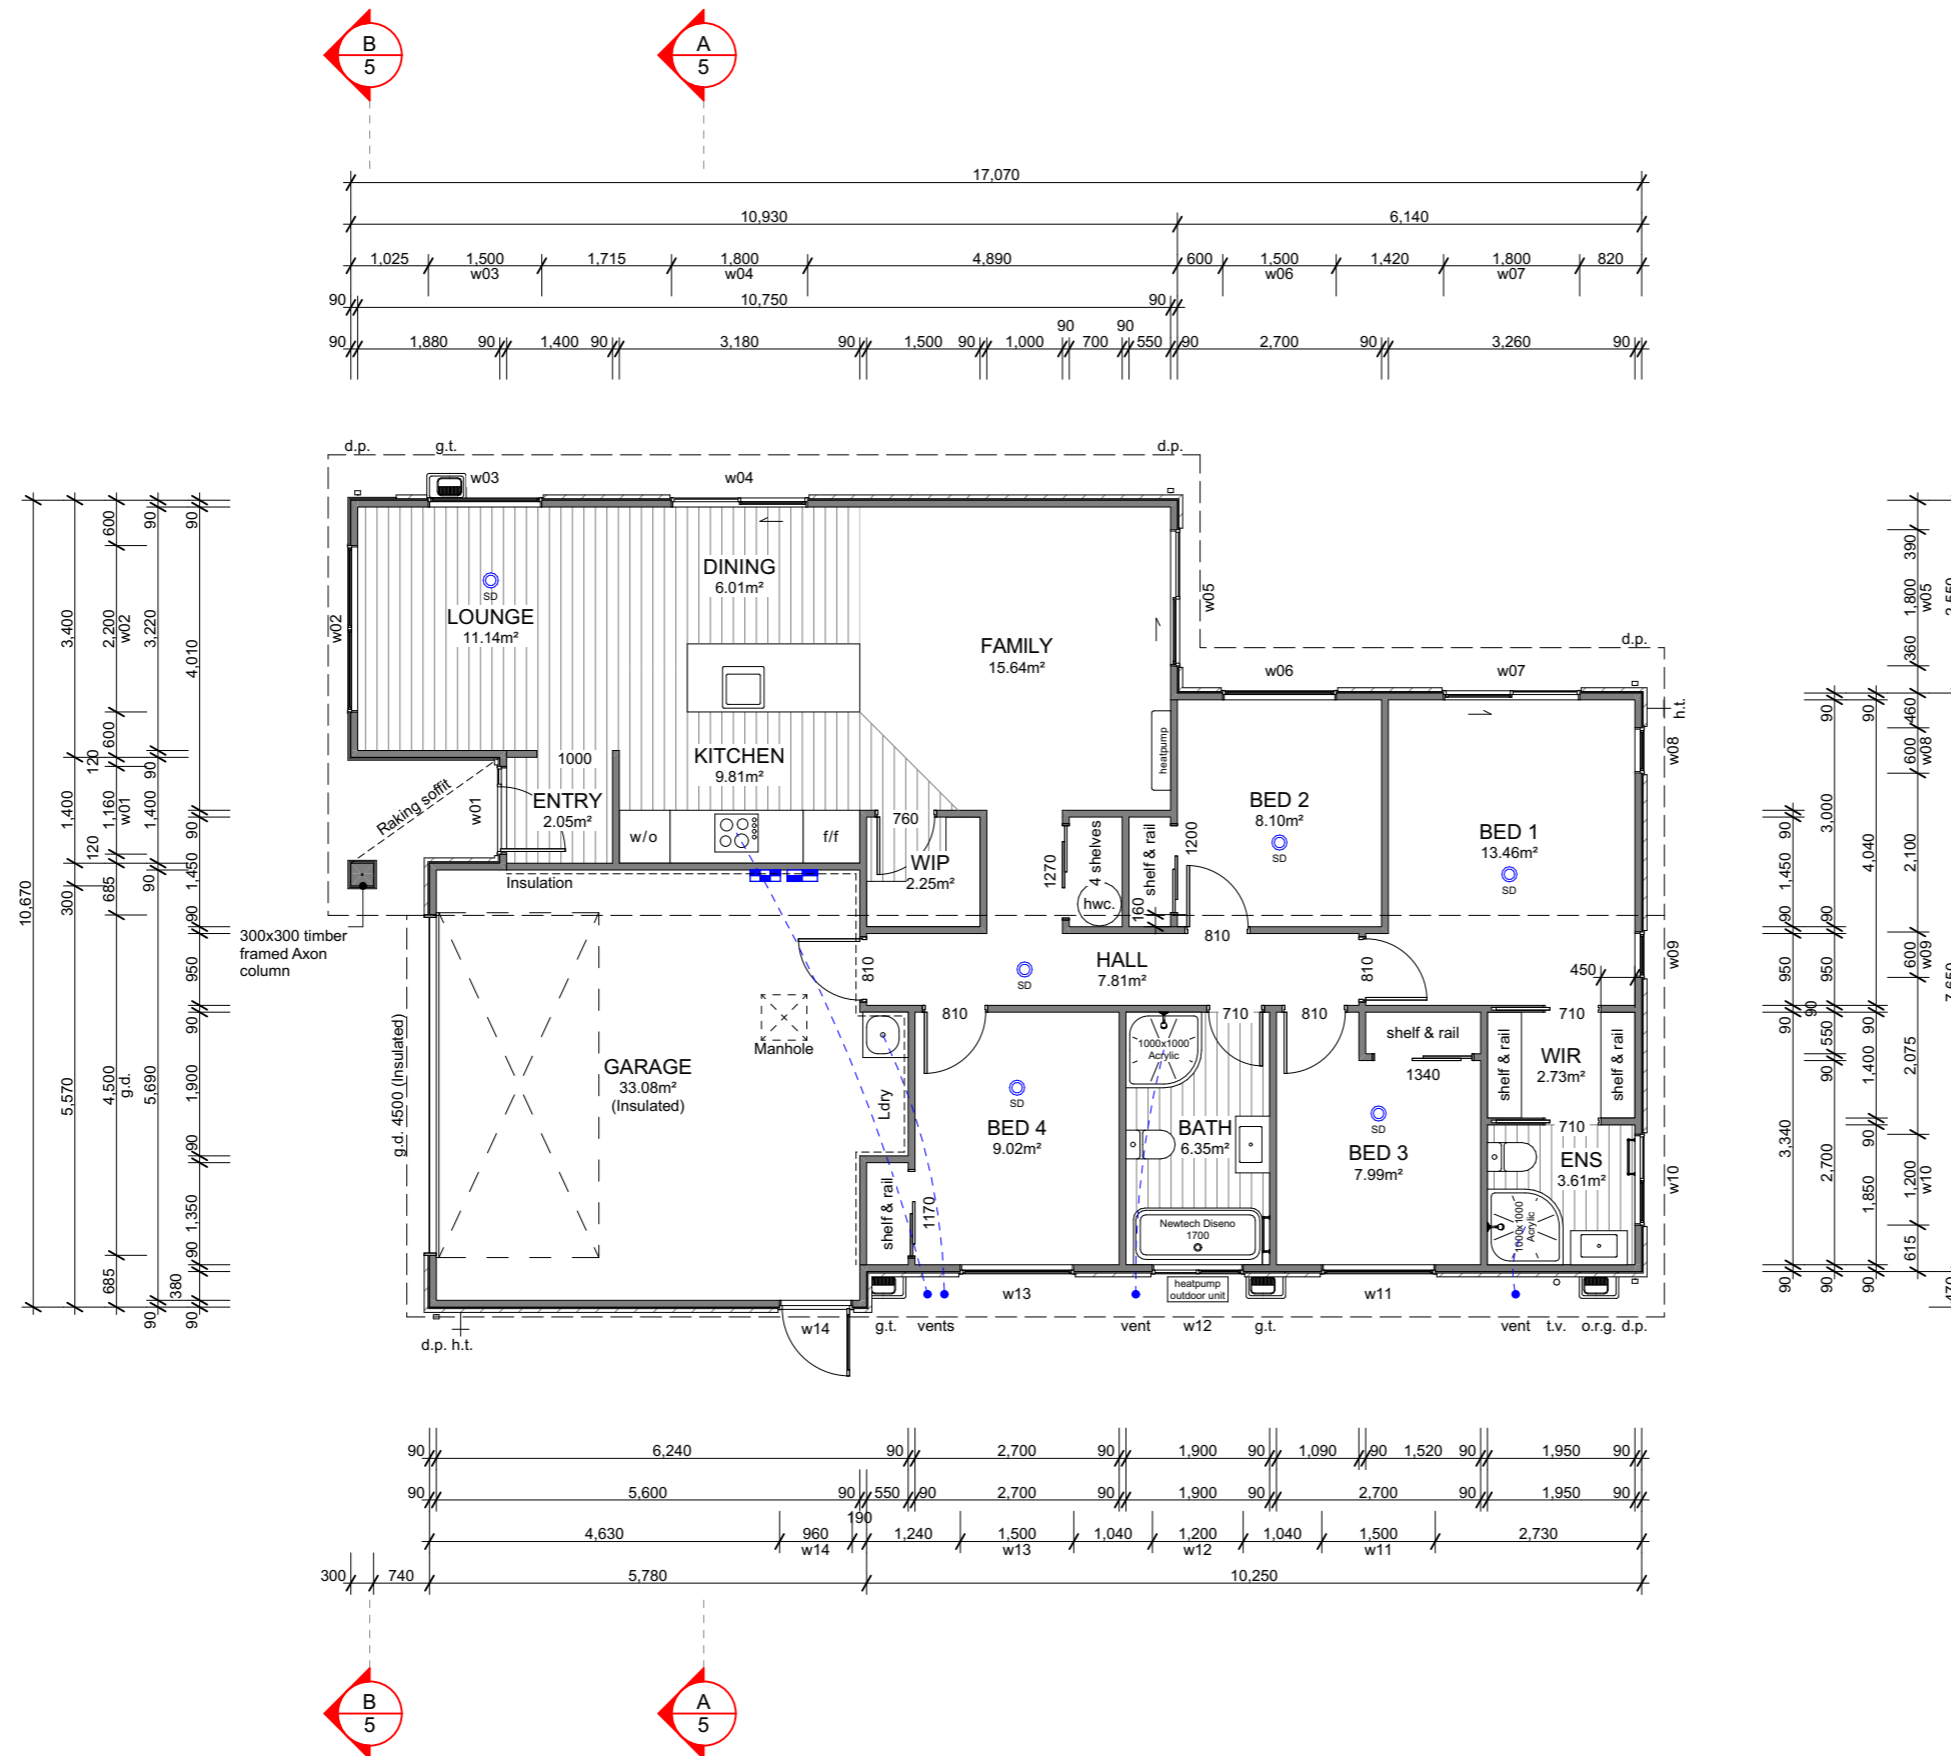 B
5
A
5
17,070
10,930 6,140
1,025 1,500 1,715 1,800 4,890 600 1,500 1,420 1,800 820
w03 w04 w06 w07
90 10,750 90
90 90
90 1,880 90 1,400 90 3,180 90 1,500 90 1,000 700 550 90 2,700 90 3,260 90
d.p. g.t. d.p.
w03 w04
DINING
6.01m²
SD
LOUNGE
11.14m²
w02
w05
FAMILY
15.64m²
d.p.
w06 w07
h.t.
KITCHEN
9.81m²
1000
heatpump
w08
Raking soffit
w01
ENTRY
2.05m²
w/o
f/f
760
WIP
2.25m²
1270
4 shelves
hwc.
shelf & rail
1200
160
BED 2
8.10m²
SD
BED 1
13.46m²
SD
Insulation
300x300 timber
framed Axon
column
810
HALL
7.81m²
SD
810
810
450
w09
g.d. 4500 (Insulated)
Manhole
GARAGE
33.08m²
(Insulated)
810
710
810
710
1000x1000
Acrylic
shelf & rail
1340
shelf & rail
WIR
2.73m²
shelf & rail
Ldry
SD
BED 4
9.02m²
BATH
6.35m²
SD
BED 3
7.99m²
710
ENS
3.61m²
w10
shelf & rail
1170
Newtech Diseno
1700
1000x1000
Acrylic
heatpump
outdoor unit
w13 w11
w14 g.t. vents vent w12 g.t. vent t.v. o.r.g. d.p.
d.p. h.t.
10,670
3,400
1,400
300
5,570
600
2,200
w02
600
120
1,160
w01
120
685
4,500
g.d.
685
90
3,220
90
1,400
90
5,690
90
90
4,010
90
1,450
90
950
90
1,900
90
1,350
90
380
90
90
1,450
90
950
90
3,340
90
90
3,000
90
950
90
550
90
2,700
90
90
4,040
90
950
90
1,400
90
1,850
90
390
1,800
w05
360
460
600
w08
2,100
600
w09
2,075
1,200
w10
615
7,650
470
90 6,240 90 2,700 90 1,900 90 1,090 90 1,520 90 1,950 90
90 5,600 90 550 90 2,700 90 1,900 90 2,700 90 1,950 90
4,630 960 190 1,240 1,500 1,040 1,200 1,040 1,500 2,730
w14 w13 w12 w11
300 740 5,780 10,250
B
5
A
5